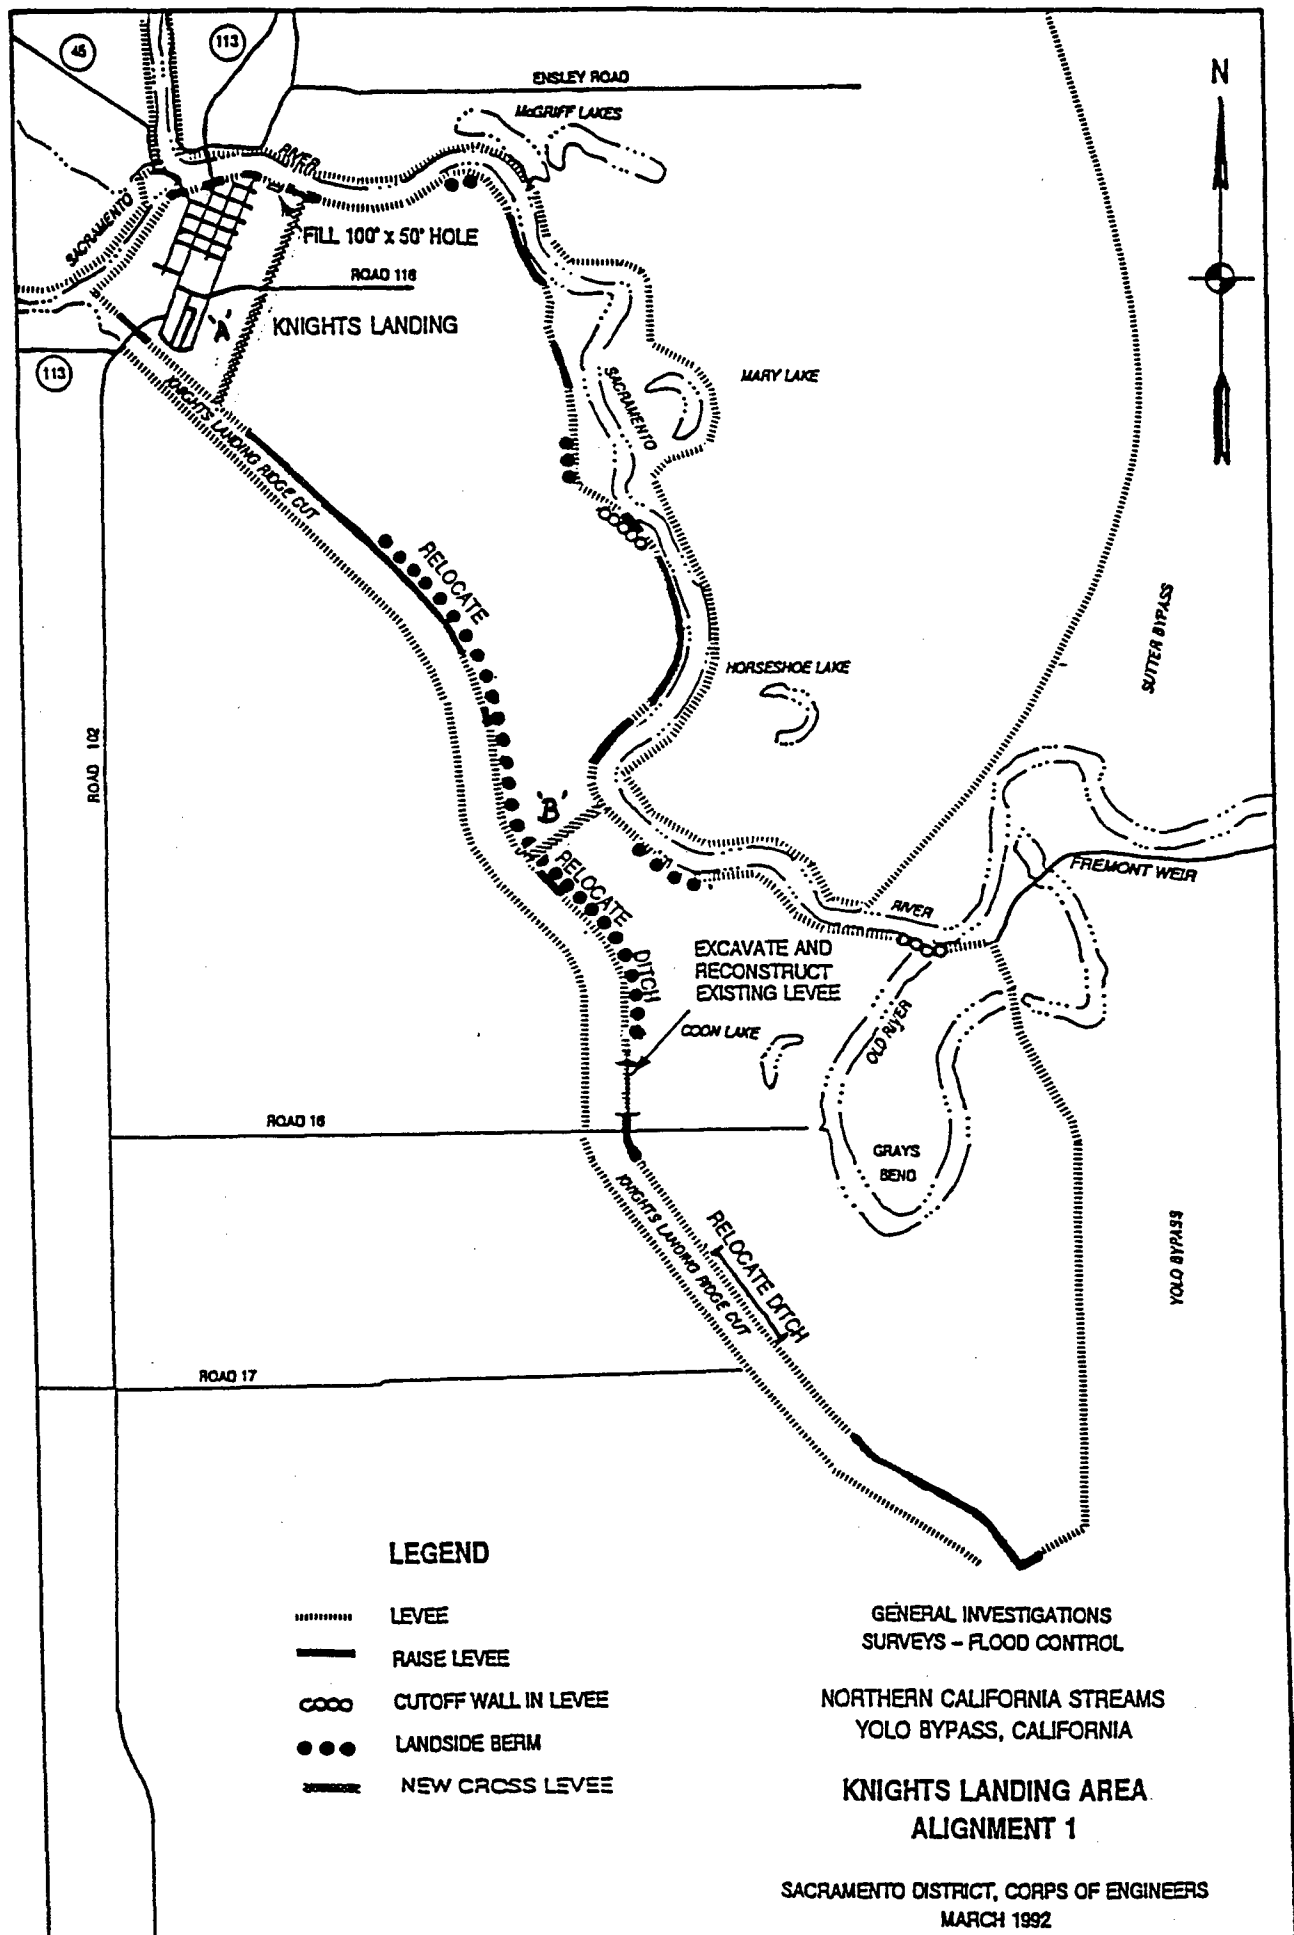 45
113
N
ENSLEY ROAD
McGRIFF LAKES
RIVER
SACRAMENTO
FILL 100' x 50' HOLE
ROAD 116
'A'
KNIGHTS LANDING
113
KNIGHTS LANDING RIDGE CUT
SACRAMENTO
MARY LAKE
RELOCATE
SUTTER BYPASS
HORSESHOE LAKE
ROAD 102
'B'
RELOCATE
DITCH
FREMONT WEIR
RIVER
EXCAVATE AND
RECONSTRUCT
EXISTING LEVEE
COON LAKE
OLD RIVER
ROAD 16
GRAYS
BEND
KNIGHTS LANDING RIDGE CUT
RELOCATE DITCH
YOLO BYPASS
ROAD 17
LEGEND
LEVEE
RAISE LEVEE
CUTOFF WALL IN LEVEE
LANDSIDE BERM
NEW CROSS LEVEE
GENERAL INVESTIGATIONS
SURVEYS - FLOOD CONTROL
NORTHERN CALIFORNIA STREAMS
YOLO BYPASS, CALIFORNIA
KNIGHTS LANDING AREA
ALIGNMENT 1
SACRAMENTO DISTRICT, CORPS OF ENGINEERS
MARCH 1992